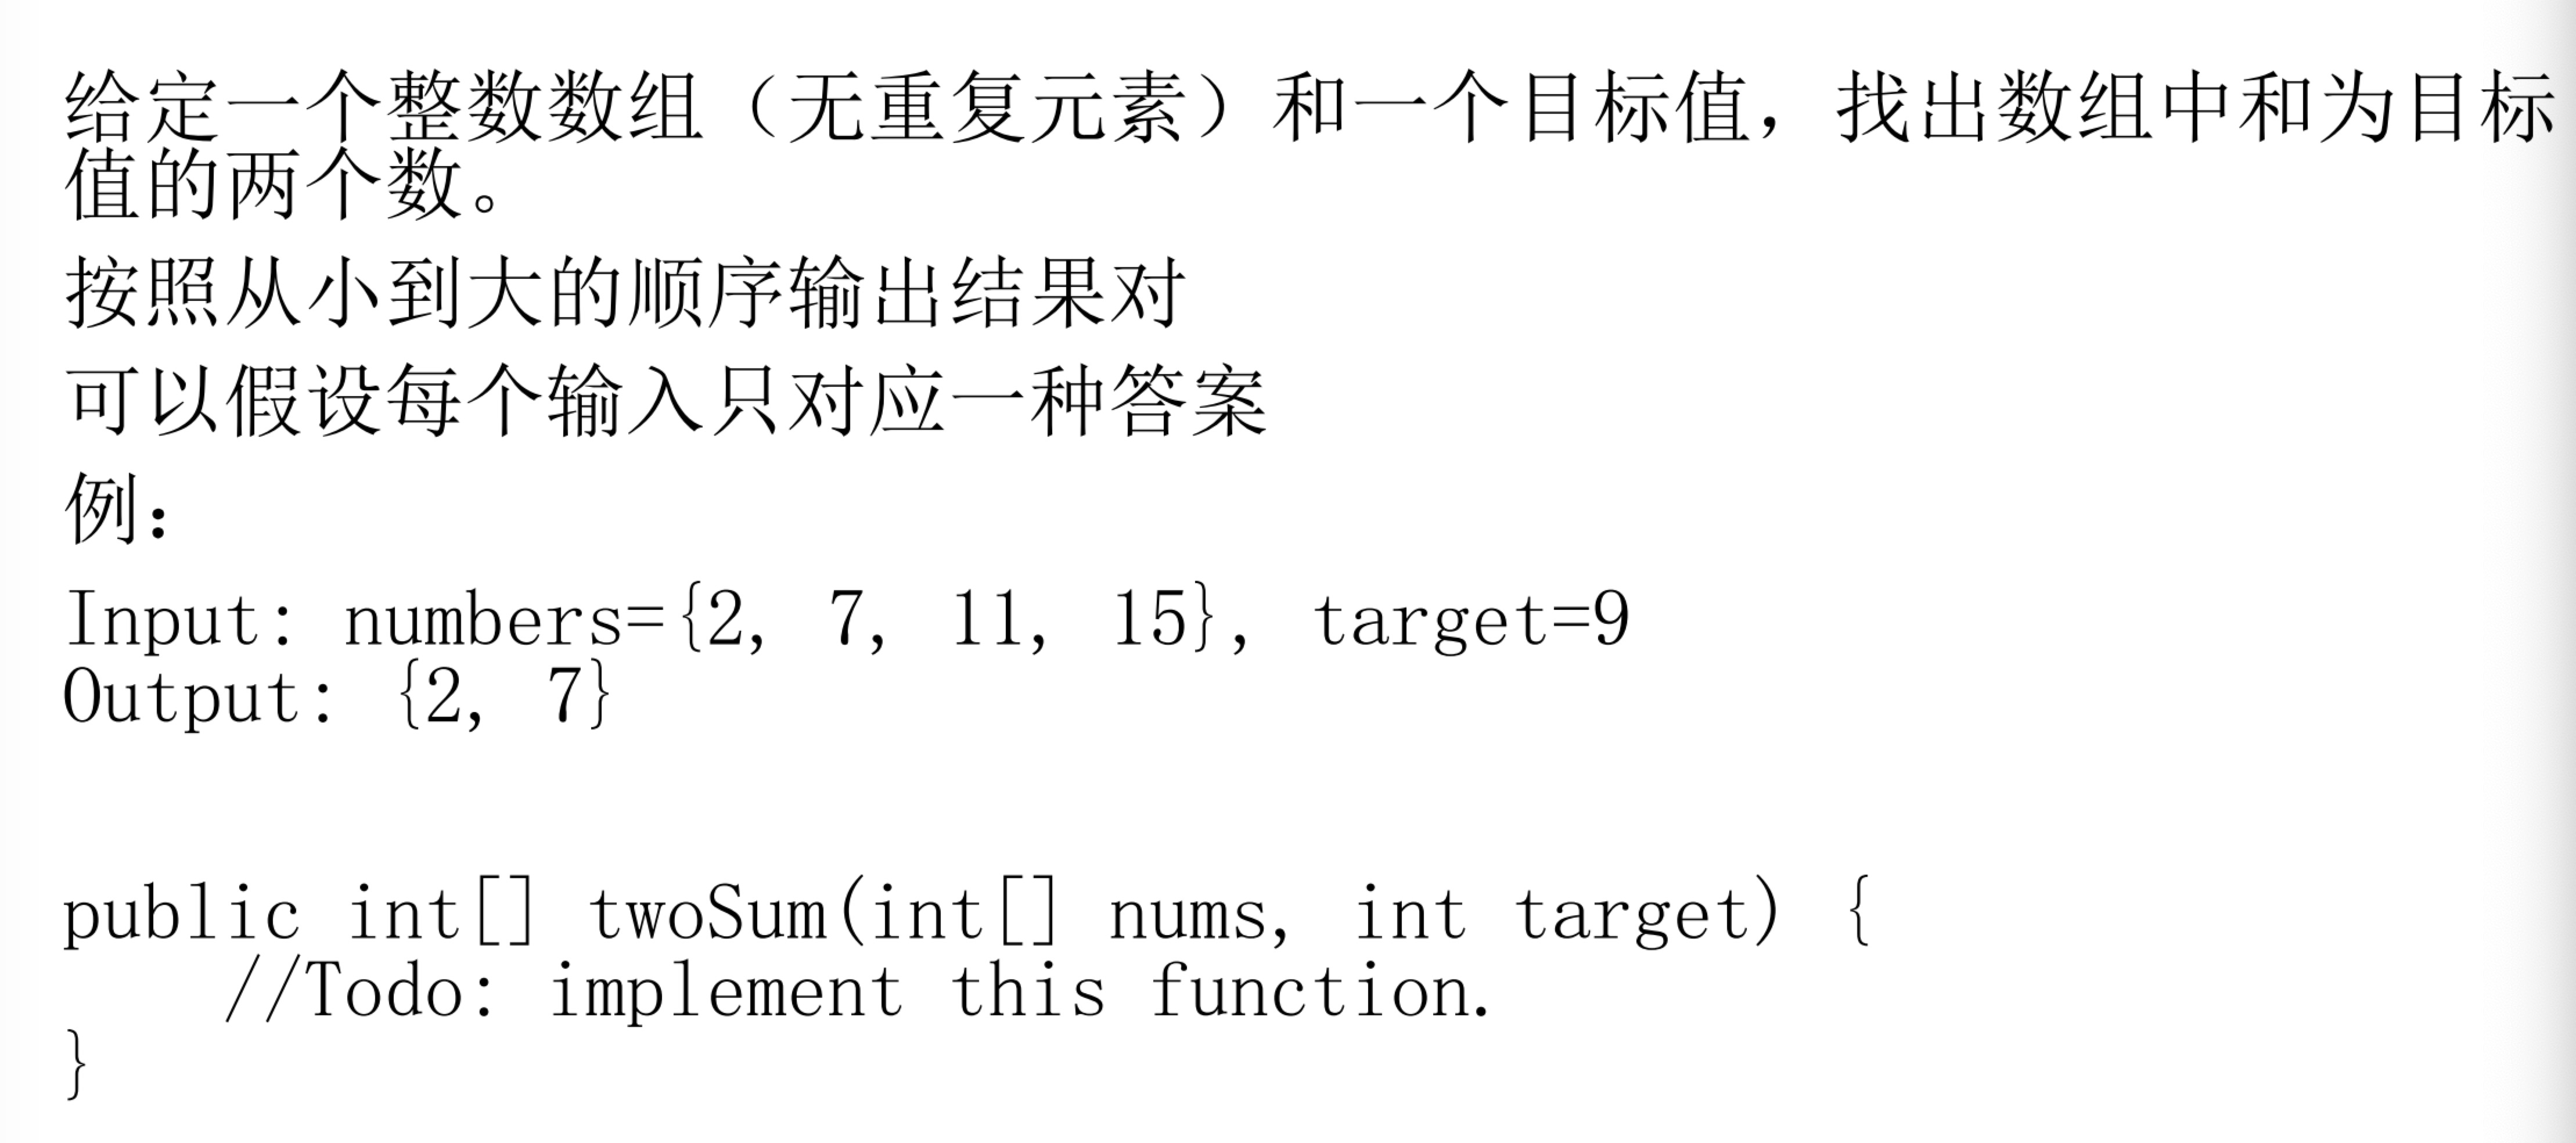 给定一个整数数组（无重复元素）和一个目标值，找出数组中和为目标
值的两个数。
按照从小到大的顺序输出结果对
可以假设每个输入只对应一种答案
例：
Input: numbers={2, 7, 11, 15}, target=9
Output: {2, 7}
public int[] twoSum(int[] nums, int target) {
    //Todo: implement this function.
}